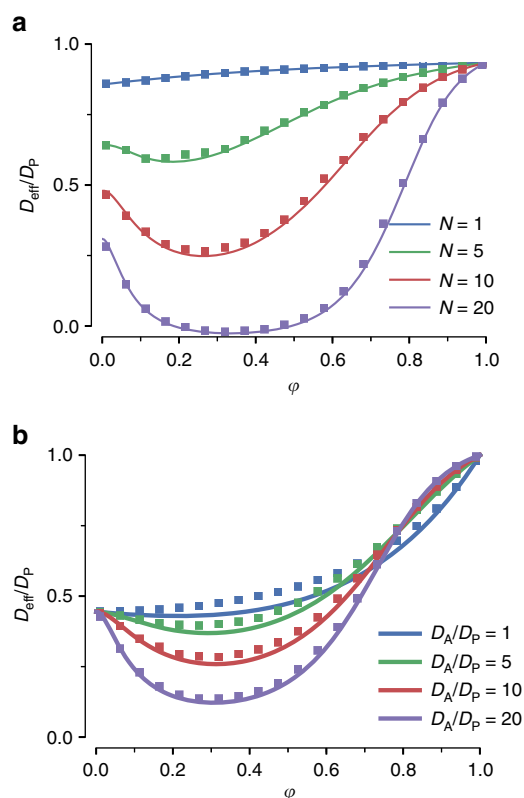 a
1.0
0.5
0.0
D_eff/D_P
N = 1
N = 5
N = 10
N = 20
0.0 0.2 0.4 0.6 0.8 1.0
φ
b
1.0
0.5
0.0
D_eff/D_P
D_A/D_P = 1
D_A/D_P = 5
D_A/D_P = 10
D_A/D_P = 20
0.0 0.2 0.4 0.6 0.8 1.0
φ